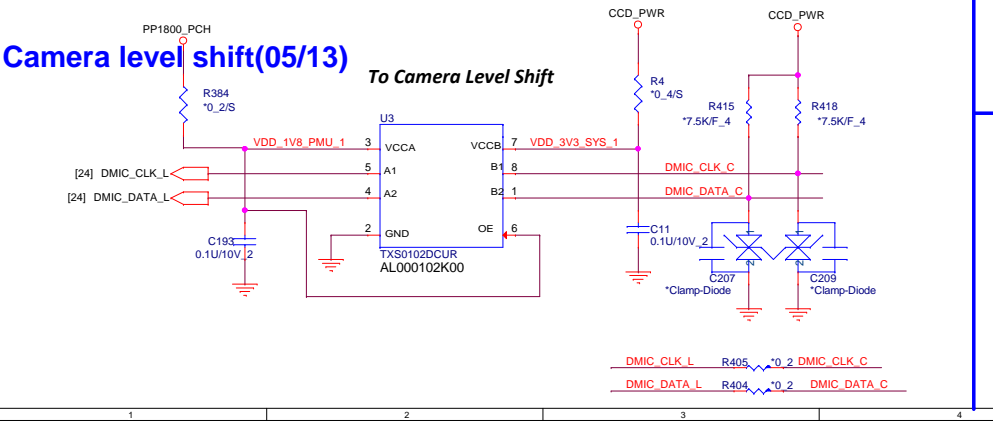 CCD_PWR
CCD_PWR
PP1800_PCH
Camera level shift(05/13)
To Camera Level Shift
R384
*0_2/S
R4
*0_4/S
R415
*7.5K/F_4
R418
*7.5K/F_4
U3
VDD_1V8_PMU_1 3 VCCA VCCB 7 VDD_3V3_SYS_1
[24] DMIC_CLK_L 5 A1 B1 8 DMIC_CLK_C
[24] DMIC_DATA_L 4 A2 B2 1 DMIC_DATA_C
2 GND OE 6
C193
0.1U/10V_2
TXS0102DCUR
AL000102K00
C11
0.1U/10V_2
1 1
2 2
C207
*Clamp-Diode
C209
*Clamp-Diode
DMIC_CLK_L R405 *0_2 DMIC_CLK_C
DMIC_DATA_L R404 *0_2 DMIC_DATA_C
1 2 3 4